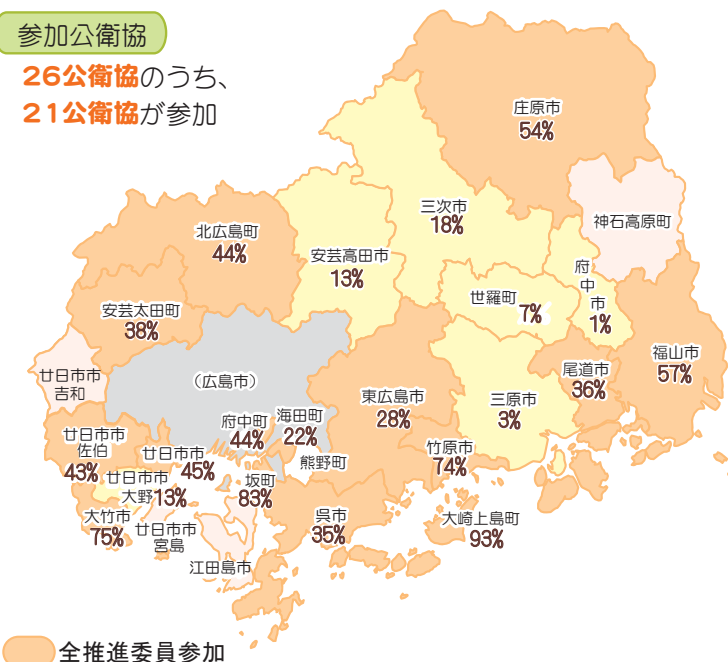 参加公衛協
26公衛協のうち、
21公衛協が参加
庄原市
54%
神石高原町
三次市
18%
北広島町
44%
安芸高田市
13%
府
中
市
1%
世羅町
7%
安芸太田町
38%
福山市
57%
尾道市
36%
廿日市市
吉和
(広島市)
東広島市
28%
三原市
3%
府中町
44%
海田町
22%
熊野町
竹原市
74%
廿日市市
佐伯
43%
廿日市市
45%
坂町
83%
廿日市市
大野
13%
大竹市
75%
廿日市市
宮島
呉市
35%
大崎上島町
93%
江田島市
全推進委員参加